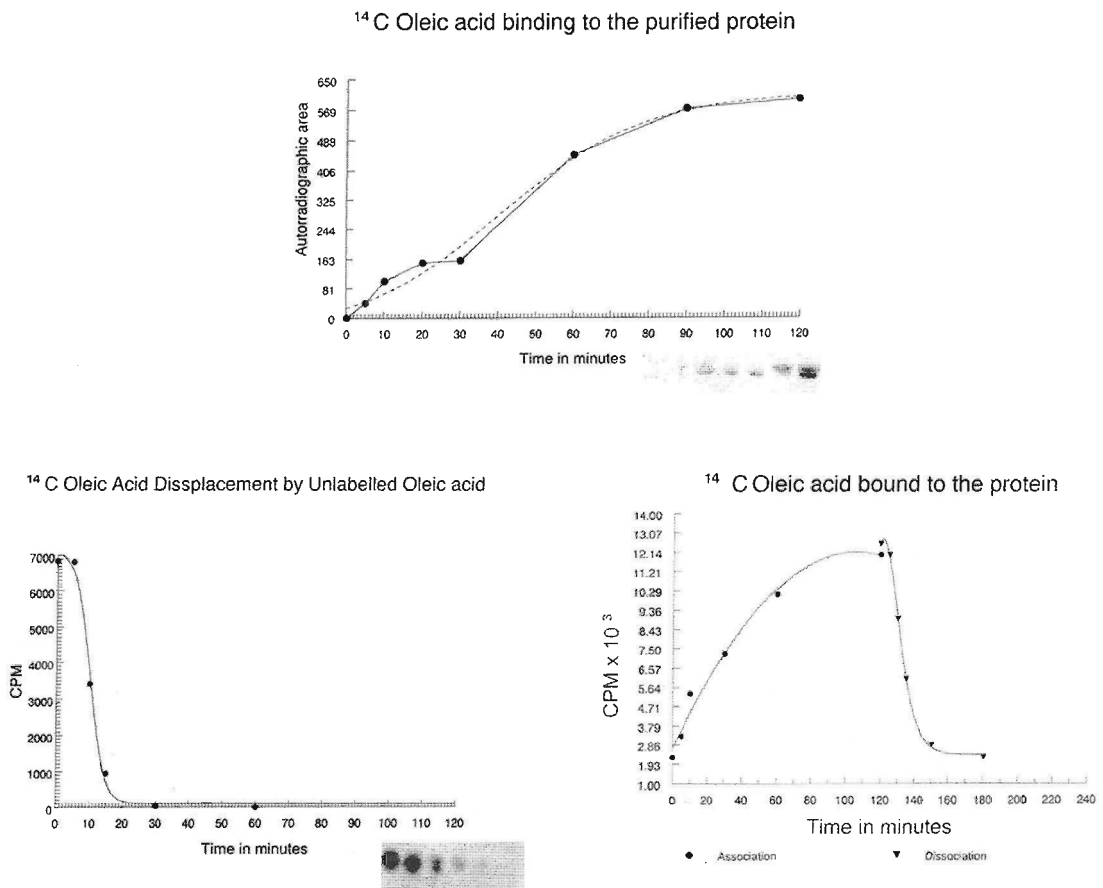 14 C Oleic acid binding to the purified protein
650
569
489
406
325
244
163
81
0
Autorradiographic area
0 10 20 30 40 50 60 70 80 90 100 110 120
Time in minutes
14 C Oleic Acid Dissplacement by Unlabelled Oleic acid
7000
6000
5000
4000
3000
2000
1000
0
CPM
0 10 20 30 40 50 60 70 80 90 100 110 120
Time in minutes
14 C Oleic acid bound to the protein
14.00
13.07
12.14
11.21
10.29
9.36
8.43
7.50
6.57
5.64
4.71
3.79
2.86
1.93
1.00
CPM x 10 3
0 20 40 60 80 100 120 140 160 180 200 220 240
Time in minutes
Association Dissociation